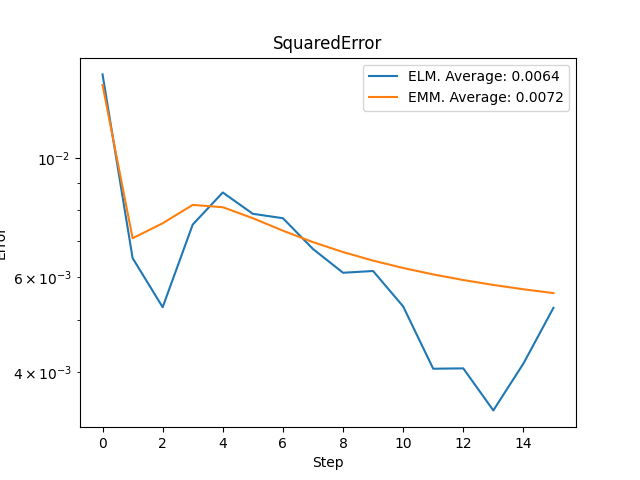 SquaredError
ELM. Average: 0.0064
EMM. Average: 0.0072
Error
10⁻²
6 × 10⁻³
4 × 10⁻³
0 2 4 6 8 10 12 14
Step